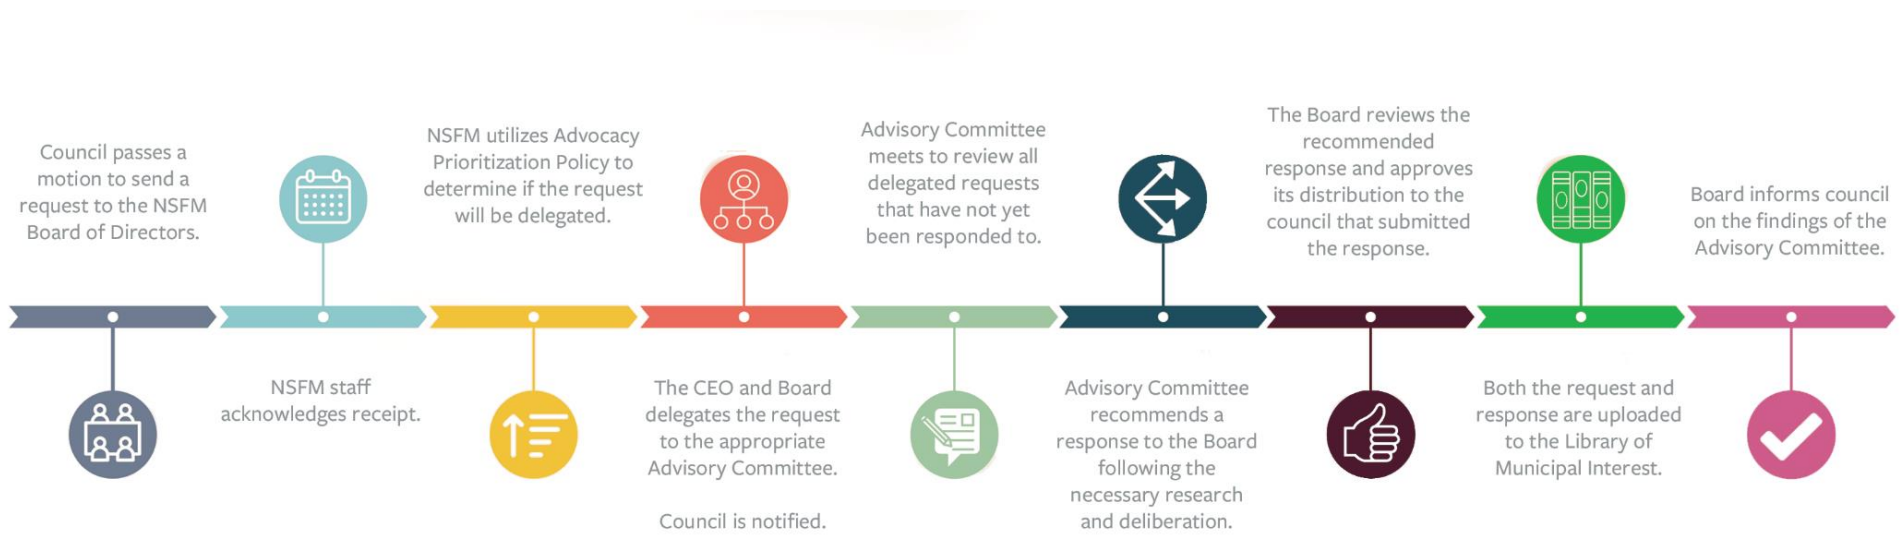 Council passes a
motion to send a
request to the NSFM
Board of Directors.
NSFM staff
acknowledges receipt.
NSFM utilizes Advocacy
Prioritization Policy to
determine if the request
will be delegated.
The CEO and Board
delegates the request
to the appropriate
Advisory Committee.
Council is notified.
Advisory Committee
meets to review all
delegated requests
that have not yet
been responded to.
Advisory Committee
recommends a
response to the Board
following the
necessary research
and deliberation.
The Board reviews the
recommended
response and approves
its distribution to the
council that submitted
the response.
Both the request and
response are uploaded
to the Library of
Municipal Interest.
Board informs council
on the findings of the
Advisory Committee.